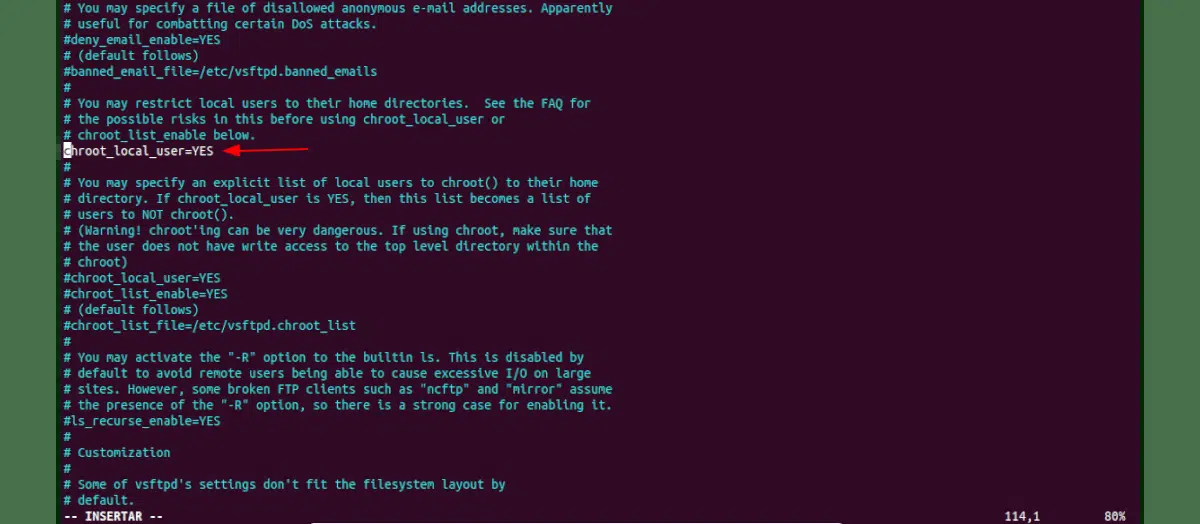 # You may specify a file of disallowed anonymous e-mail addresses. Apparently
# useful for combatting certain DoS attacks.
#deny_email_enable=YES
# (default follows)
#banned_email_file=/etc/vsftpd.banned_emails
#
# You may restrict local users to their home directories.  See the FAQ for
# the possible risks in this before using chroot_local_user or
# chroot_list_enable below.
chroot_local_user=YES
#
# You may specify an explicit list of local users to chroot() to their home
# directory. If chroot_local_user is YES, then this list becomes a list of
# users to NOT chroot().
# (Warning! chroot'ing can be very dangerous. If using chroot, make sure that
# the user does not have write access to the top level directory within the
# chroot)
#chroot_local_user=YES
#chroot_list_enable=YES
# (default follows)
#chroot_list_file=/etc/vsftpd.chroot_list
#
# You may activate the "-R" option to the builtin ls. This is disabled by
# default to avoid remote users being able to cause excessive I/O on large
# sites. However, some broken FTP clients such as "ncftp" and "mirror" assume
# the presence of the "-R" option, so there is a strong case for enabling it.
#ls_recurse_enable=YES
#
# Customization
#
# Some of vsftpd's settings don't fit the filesystem layout by
# default.
-- INSERTAR -- 114,1 80%